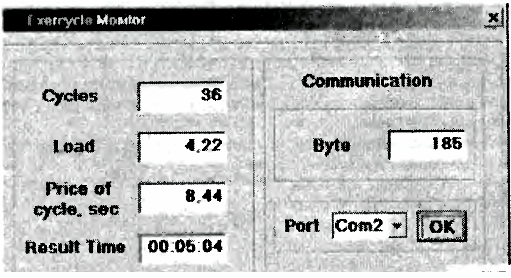 Exercycle Monitor
Cycles 36
Load 4,22
Price of cycle, sec 8,44
Result Time 00:05:04
Communication
Byte 185
Port Com2 OK